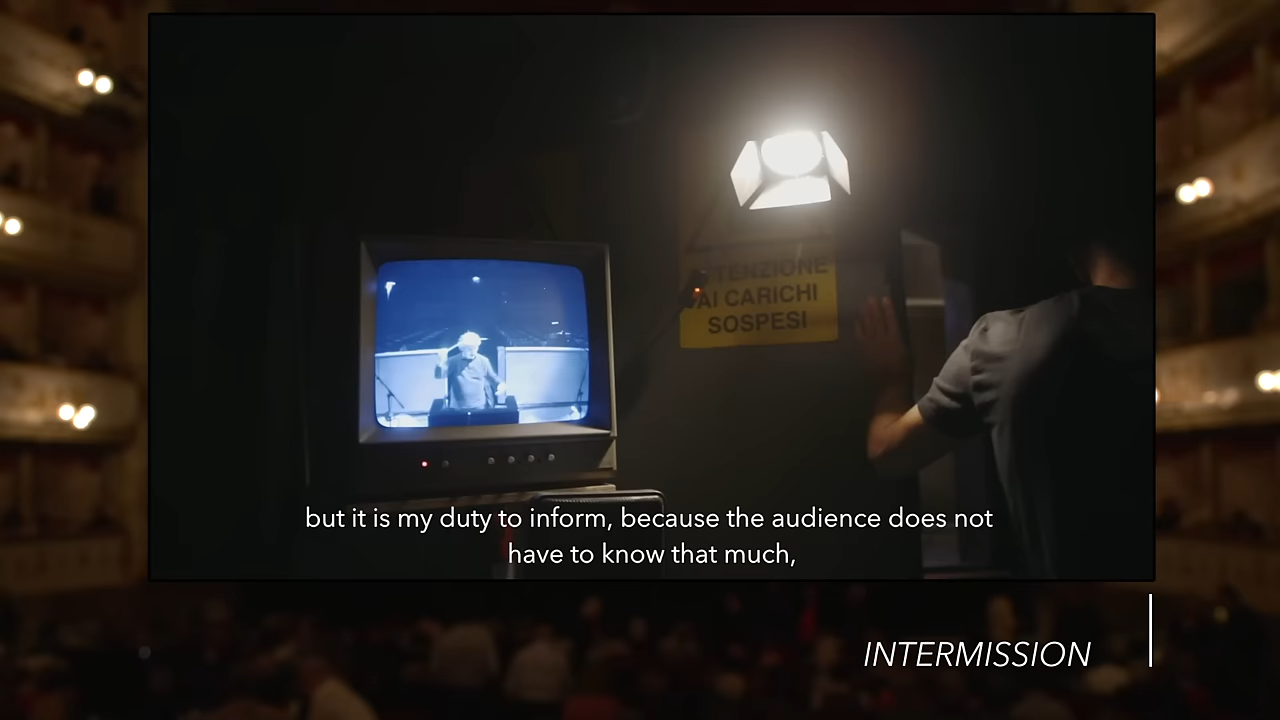 ATTENZIONE
AI CARICHI
SOSPESI
but it is my duty to inform, because the audience does not
have to know that much,
INTERMISSION